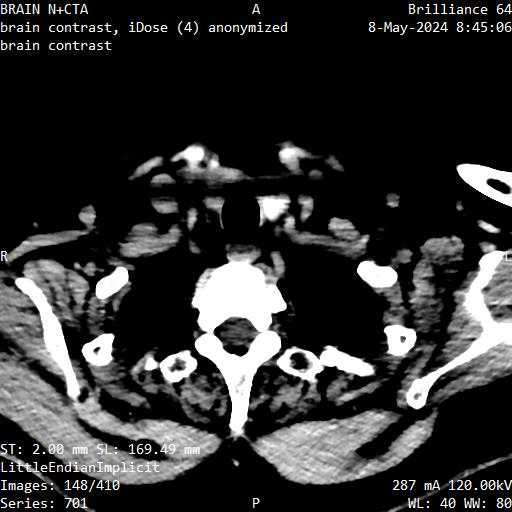 BRAIN N+CTA
brain contrast, iDose (4) anonymized
brain contrast
A
Brilliance 64
8-May-2024 8:45:06
R
L
ST: 2.00 mm SL: 169.49 mm
LittleEndianImplicit
Images: 148/410
Series: 701
P
287 mA 120.00kV
WL: 40 WW: 80